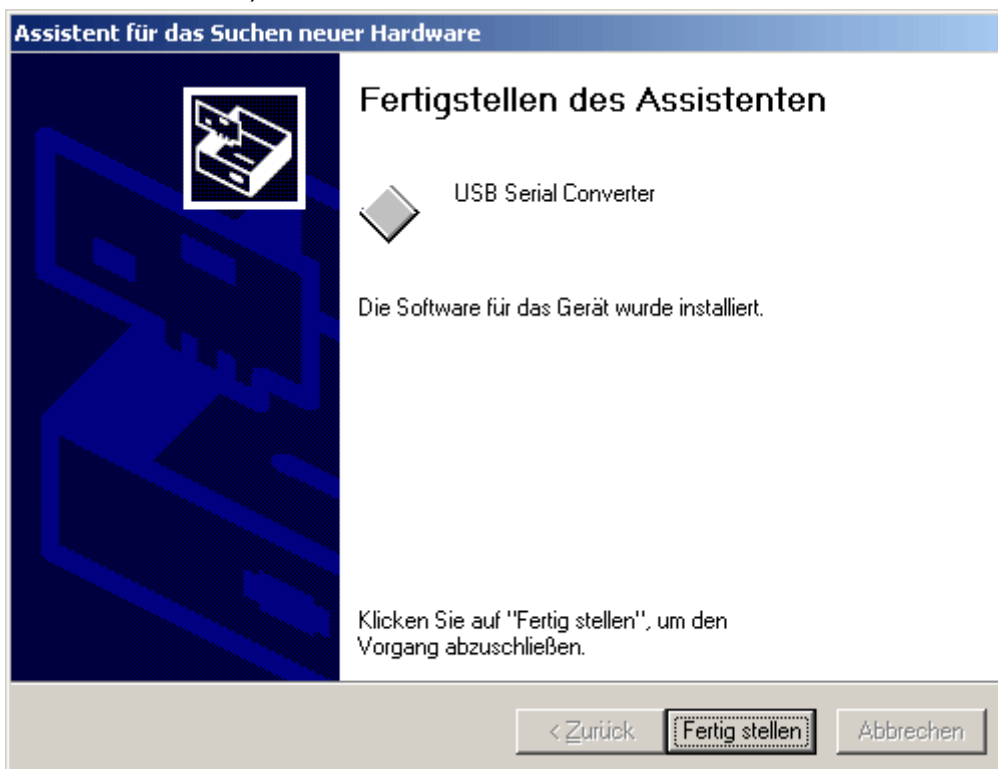 Assistent für das Suchen neuer Hardware
Fertigstellen des Assistenten
USB Serial Converter
Die Software für das Gerät wurde installiert.
Klicken Sie auf "Fertig stellen", um den
Vorgang abzuschließen.
< Zurück
Fertig stellen
Abbrechen